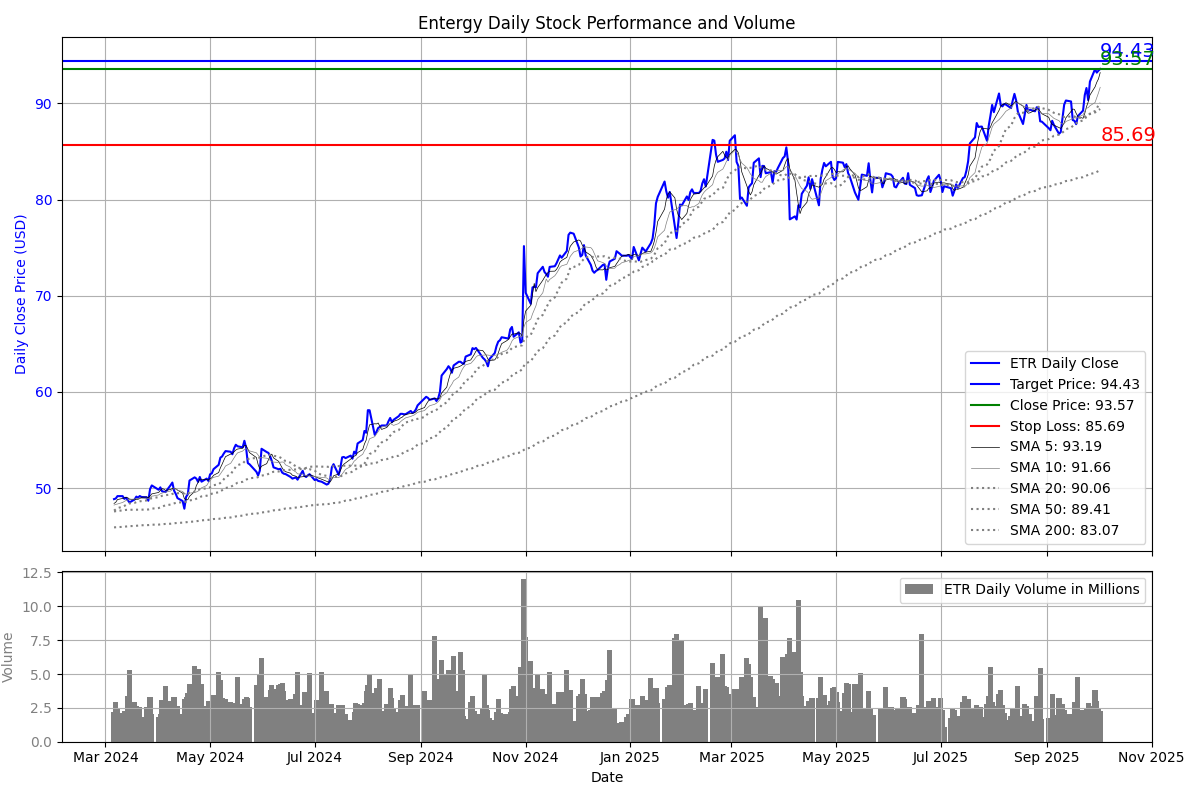 Entergy Daily Stock Performance and Volume
94.43
93.57
90
85.69
80
70
60
50
Daily Close Price (USD)
ETR Daily Close
Target Price: 94.43
Close Price: 93.57
Stop Loss: 85.69
SMA 5: 93.19
SMA 10: 91.66
SMA 20: 90.06
SMA 50: 89.41
SMA 200: 83.07
12.5
10.0
7.5
5.0
2.5
0.0
Volume
ETR Daily Volume in Millions
Mar 2024 May 2024 Jul 2024 Sep 2024 Nov 2024 Jan 2025 Mar 2025 May 2025 Jul 2025 Sep 2025 Nov 2025
Date